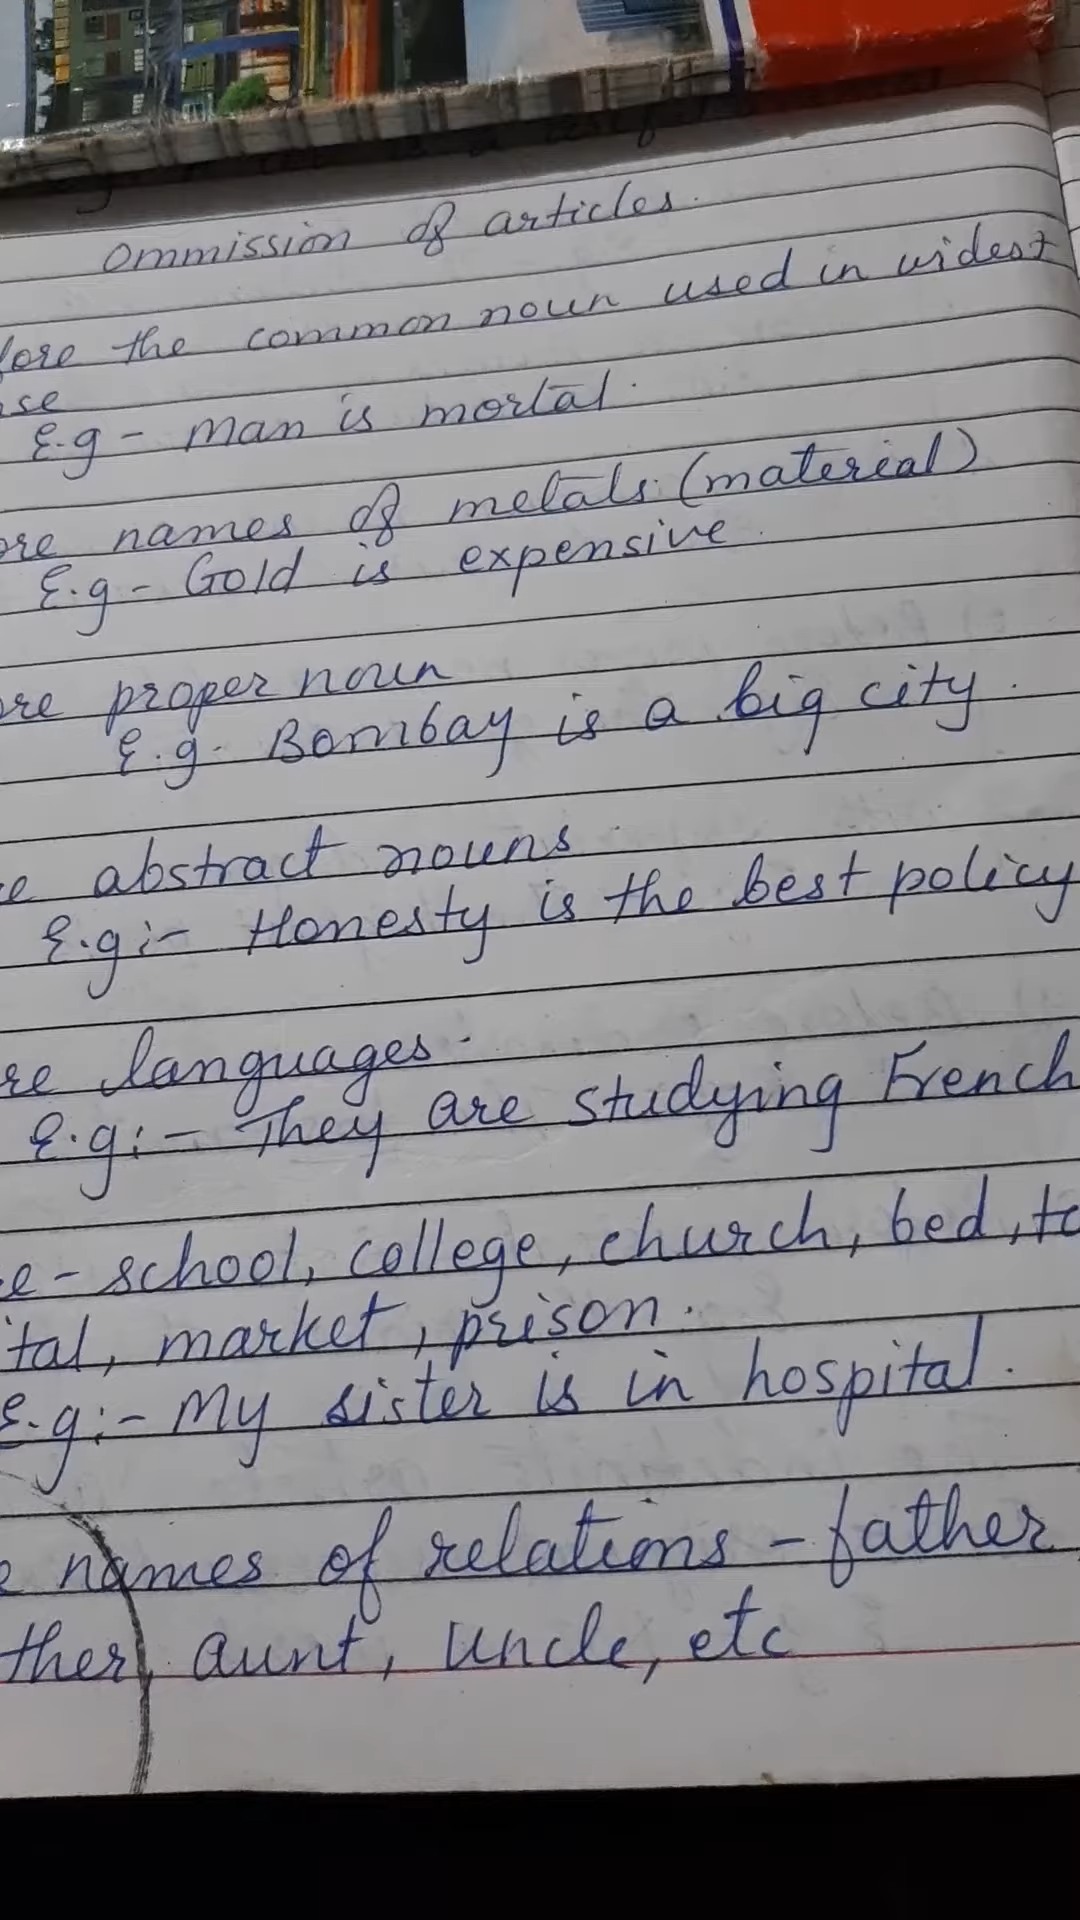 Ommission of articles.
fore the common noun used in widest
se
E.g - Man is mortal.
ore names of metals (material)
E.g - Gold is expensive.
ore proper noun
E.g. Bombay is a big city.
e abstract nouns.
E.g:- Honesty is the best policy
re languages.
E.g:- They are studying French
e - school, college, church, bed, to
tal, market, prison.
E.g:- My sister is in hospital.
e names of relations - father
ther, aunt, uncle, etc